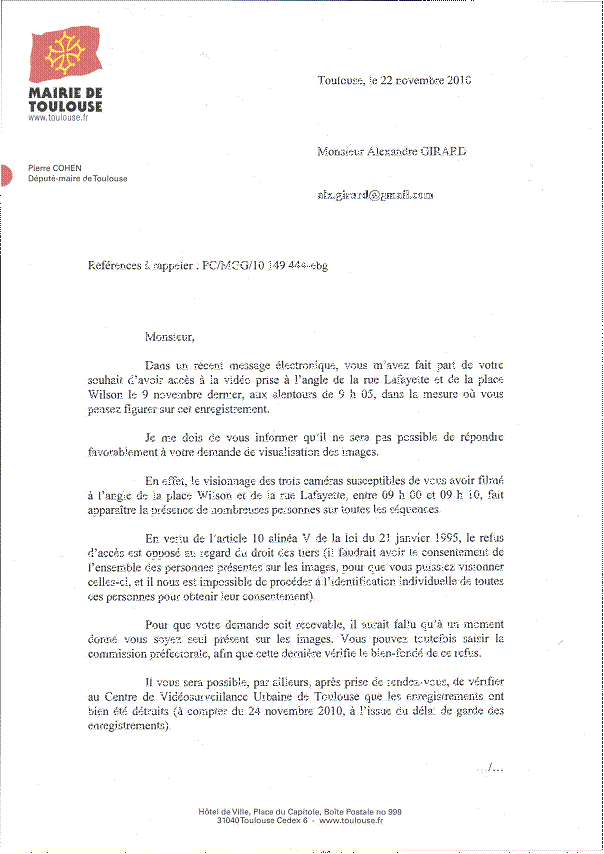 MAIRIE DE
TOULOUSE
www.toulouse.fr
Toulouse, le 22 novembre 2010
Monsieur Alexandre GIRARD
Pierre COHEN
Député-maire de Toulouse
alx.girard@gmail.com
Références à rappeler : PC/MCG/10 149 444-ebg
Monsieur,
Dans un récent message électronique, vous m'avez fait part de votre
souhait d'avoir accès à la vidéo prise à l'angle de la rue Lafayette et de la place
Wilson le 9 novembre dernier, aux alentours de 9 h 05, dans la mesure où vous
pensez figurer sur cet enregistrement.
Je me dois de vous informer qu'il ne sera pas possible de répondre
favorablement à votre demande de visualisation des images.
En effet, le visionnage des trois caméras susceptibles de vous avoir filmé
à l'angle de la place Wilson et de la rue Lafayette, entre 09 h 00 et 09 h 10, fait
apparaître la présence de nombreuses personnes sur toutes les séquences.
En vertu de l'article 10 alinéa V de la loi du 21 janvier 1995, le refus
d'accès est opposé au regard du droit des tiers (il faudrait avoir le consentement de
l'ensemble des personnes présentes sur les images, pour que vous puissiez visionner
celles-ci, et il nous est impossible de procéder à l'identification individuelle de toutes
ces personnes pour obtenir leur consentement).
Pour que votre demande soit recevable, il aurait fallu qu'à un moment
donné vous soyez seul présent sur les images. Vous pouvez toutefois saisir la
commission préfectorale, afin que cette dernière vérifie le bien-fondé de ce refus.
Il vous sera possible, par ailleurs, après prise de rendez-vous, de vérifier
au Centre de Vidéosurveillance Urbaine de Toulouse que les enregistrements ont
bien été détruits (à compter du 24 novembre 2010, à l'issue du délai de garde des
enregistrements).
.../...
Hôtel de Ville, Place du Capitole, Boîte Postale no 999
31040 Toulouse Cedex 6 - www.toulouse.fr